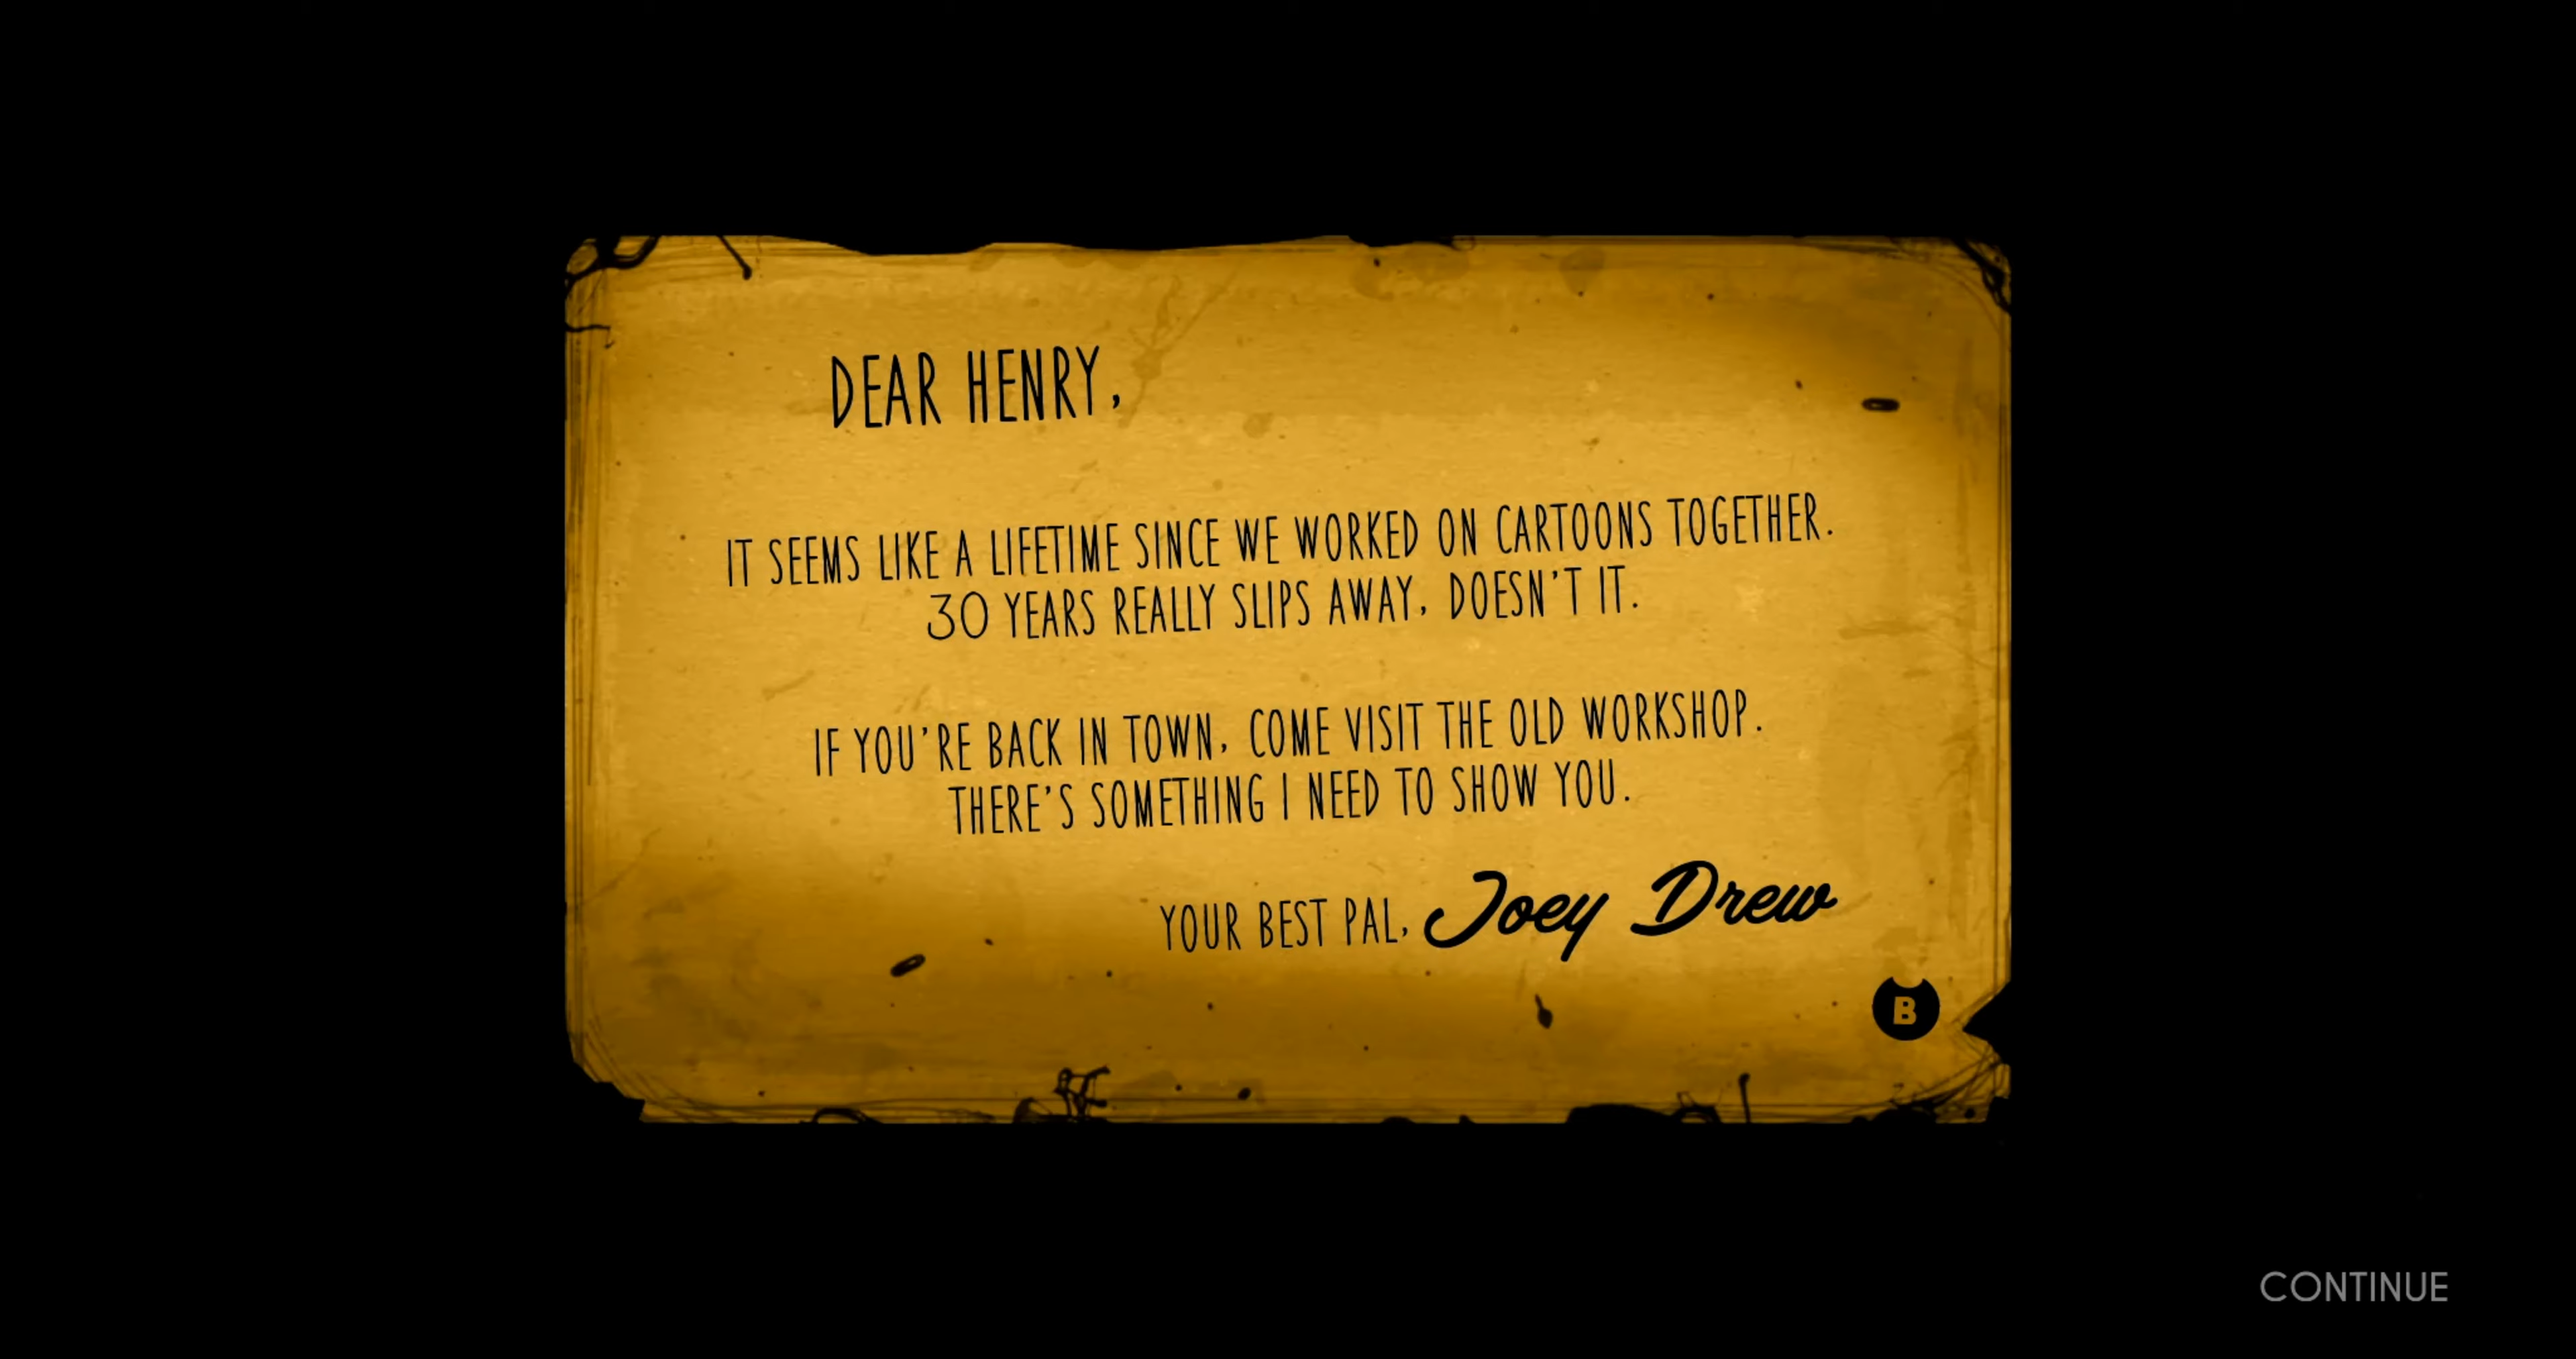 DEAR HENRY,
IT SEEMS LIKE A LIFETIME SINCE WE WORKED ON CARTOONS TOGETHER.
30 YEARS REALLY SLIPS AWAY, DOESN'T IT.
IF YOU'RE BACK IN TOWN, COME VISIT THE OLD WORKSHOP.
THERE'S SOMETHING I NEED TO SHOW YOU.
YOUR BEST PAL, Joey Drew
B
CONTINUE